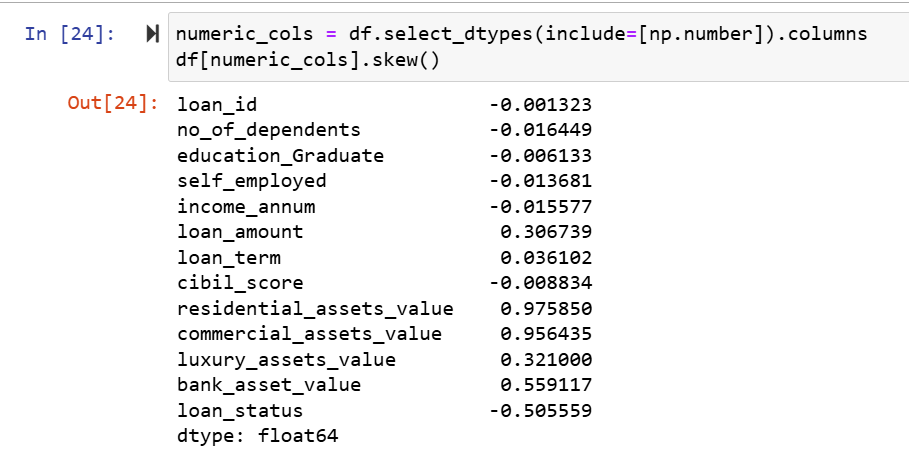 In [24]: numeric_cols = df.select_dtypes(include=[np.number]).columns
df[numeric_cols].skew()
Out[24]: loan_id -0.001323
no_of_dependents -0.016449
education_Graduate -0.006133
self_employed -0.013681
income_annum -0.015577
loan_amount 0.306739
loan_term 0.036102
cibil_score -0.008834
residential_assets_value 0.975850
commercial_assets_value 0.956435
luxury_assets_value 0.321000
bank_asset_value 0.559117
loan_status -0.505559
dtype: float64